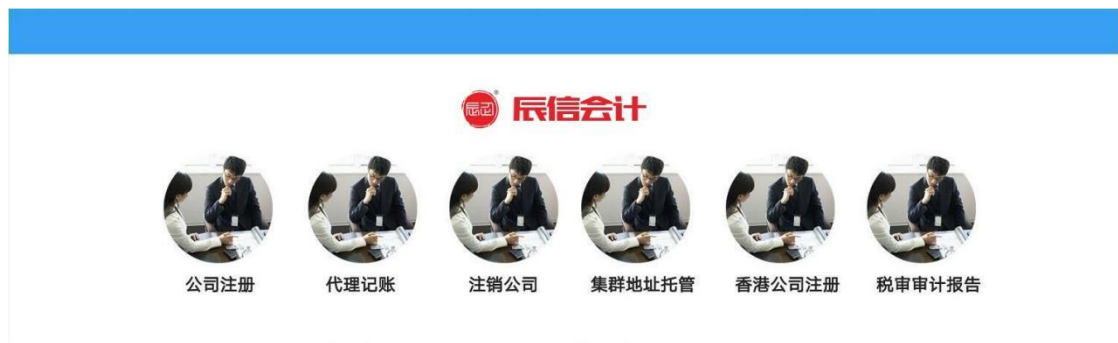 辰信会计
公司注册
代理记账
注销公司
集群地址托管
香港公司注册
税审审计报告